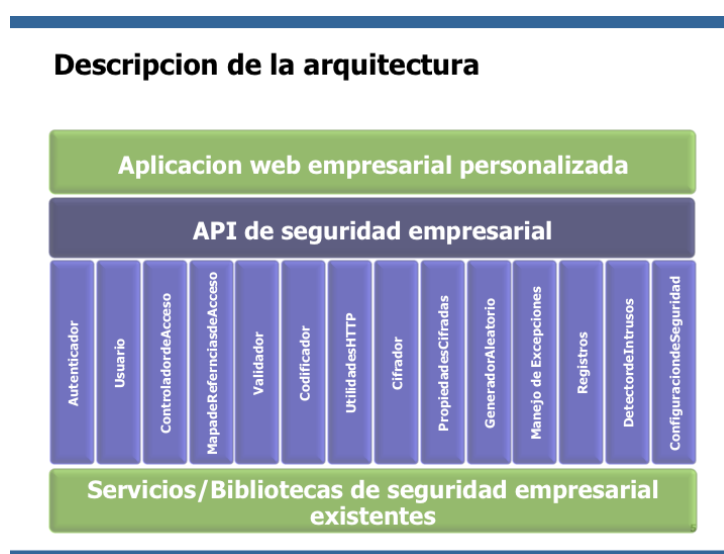 Descripcion de la arquitectura
Aplicacion web empresarial personalizada
API de seguridad empresarial
Autenticador
Usuario
ControladordeAcceso
MapadeRefernciasdeAcceso
Validador
Codificador
UtilidadesHTTP
Cifrador
PropiedadesCifradas
GeneradorAleatorio
Manejo de Excepciones
Registros
DetectordeIntrusos
ConfiguraciondeSeguridad
Servicios/Bibliotecas de seguridad empresarial
existentes